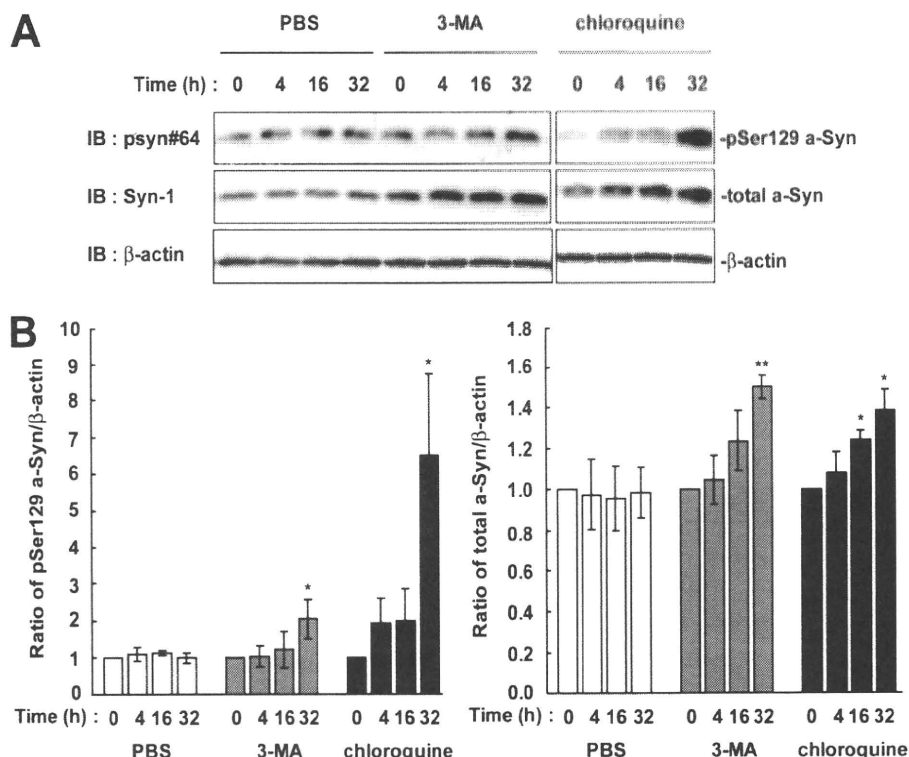 A
PBS 3-MA chloroquine
Time (h) : 0 4 16 32 0 4 16 32 0 4 16 32
IB : psyn#64 -pSer129 a-Syn
IB : Syn-1 -total a-Syn
IB : β-actin -β-actin
B
Ratio of pSer129 a-Syn/β-actin
10
9
8
7
6
5
4
3
2
1
0
*
*
Time (h) : 0 4 16 32 0 4 16 32 0 4 16 32
PBS 3-MA chloroquine
Ratio of total a-Syn/β-actin
1.8
1.6
1.4
1.2
1.0
0.8
0.6
0.4
0.2
0.0
**
*
*
Time (h) : 0 4 16 32 0 4 16 32 0 4 16 32
PBS 3-MA chloroquine